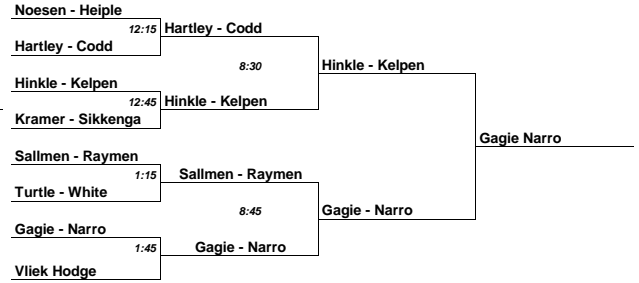 Noesen - Heiple
12:15 Hartley - Codd
Hartley - Codd
8:30 Hinkle - Kelpen
Hinkle - Kelpen
12:45 Hinkle - Kelpen
Kramer - Sikkenga
Gagie Narro
Sallmen - Raymen
1:15 Sallmen - Raymen
Turtle - White
8:45 Gagie - Narro
Gagie - Narro
1:45 Gagie - Narro
Vliek Hodge